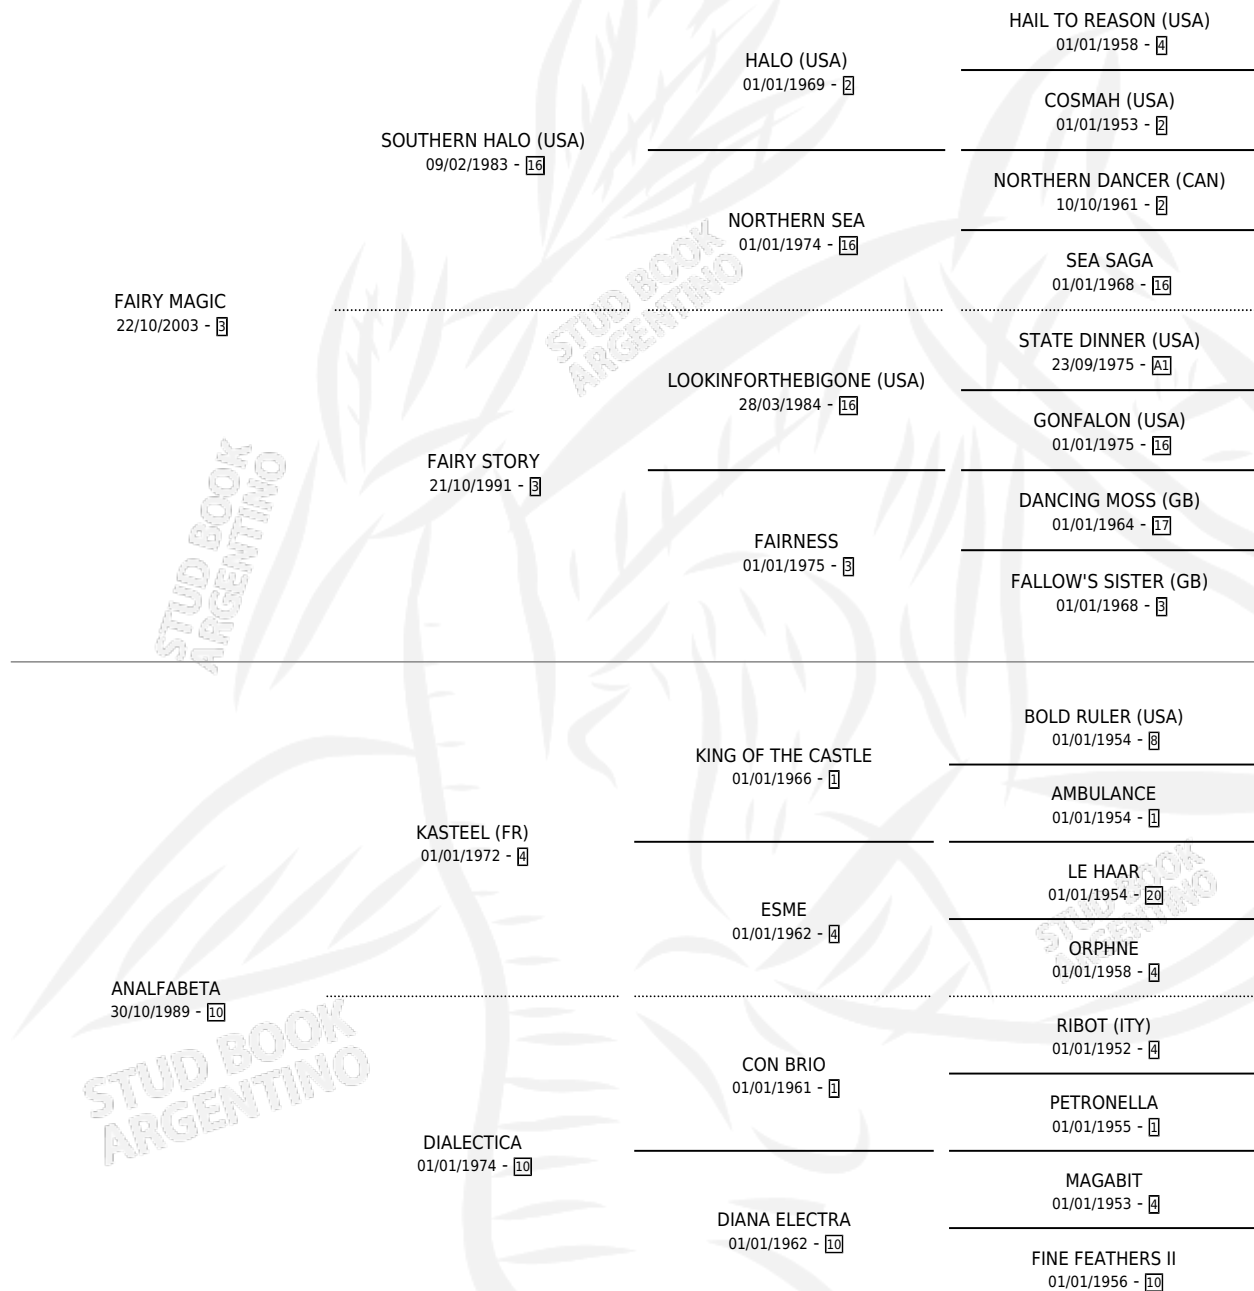 HAIL TO REASON (USA)
01/01/1958 - 4
HALO (USA)
01/01/1969 - 2
COSMAH (USA)
01/01/1953 - 2
SOUTHERN HALO (USA)
09/02/1983 - 16
NORTHERN DANCER (CAN)
10/10/1961 - 2
NORTHERN SEA
01/01/1974 - 16
SEA SAGA
01/01/1968 - 16
FAIRY MAGIC
22/10/2003 - 3
STATE DINNER (USA)
23/09/1975 - A1
LOOKINFORTHEBIGONE (USA)
28/03/1984 - 16
GONFALON (USA)
01/01/1975 - 16
FAIRY STORY
21/10/1991 - 3
DANCING MOSS (GB)
01/01/1964 - 17
FAIRNESS
01/01/1975 - 3
FALLOW'S SISTER (GB)
01/01/1968 - 3
BOLD RULER (USA)
01/01/1954 - 8
KING OF THE CASTLE
01/01/1966 - 1
AMBULANCE
01/01/1954 - 1
KASTEEL (FR)
01/01/1972 - 4
LE HAAR
01/01/1954 - 20
ESME
01/01/1962 - 4
ORPHNE
01/01/1958 - 4
ANALFABETA
30/10/1989 - 10
RIBOT (ITY)
01/01/1952 - 4
CON BRIO
01/01/1961 - 1
PETRONELLA
01/01/1955 - 1
DIALECTICA
01/01/1974 - 10
MAGABIT
01/01/1953 - 4
DIANA ELECTRA
01/01/1962 - 10
FINE FEATHERS II
01/01/1956 - 10
STUD BOOK
ARGENTINO
STUD BOOK
ARGENTINO
STUD BOOK
ARGENTINO
STUD BOOK
ARGENTINO